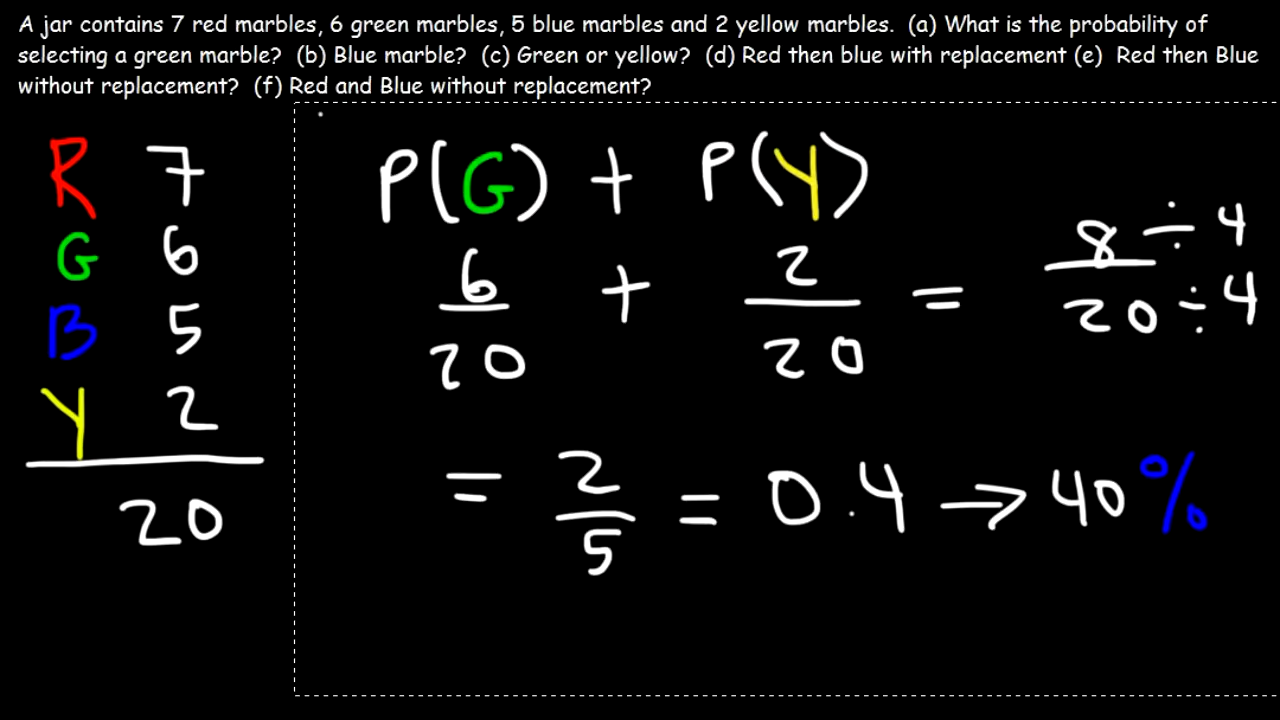 A jar contains 7 red marbles, 6 green marbles, 5 blue marbles and 2 yellow marbles. (a) What is the probability of
selecting a green marble? (b) Blue marble? (c) Green or yellow? (d) Red then blue with replacement (e) Red then Blue
without replacement? (f) Red and Blue without replacement?
R 7
G 6
B 5
Y 2
20
P(G) + P(Y)
6/20 + 2/20 = 8÷4/20÷4
= 2/5 = 0.4 → 40%